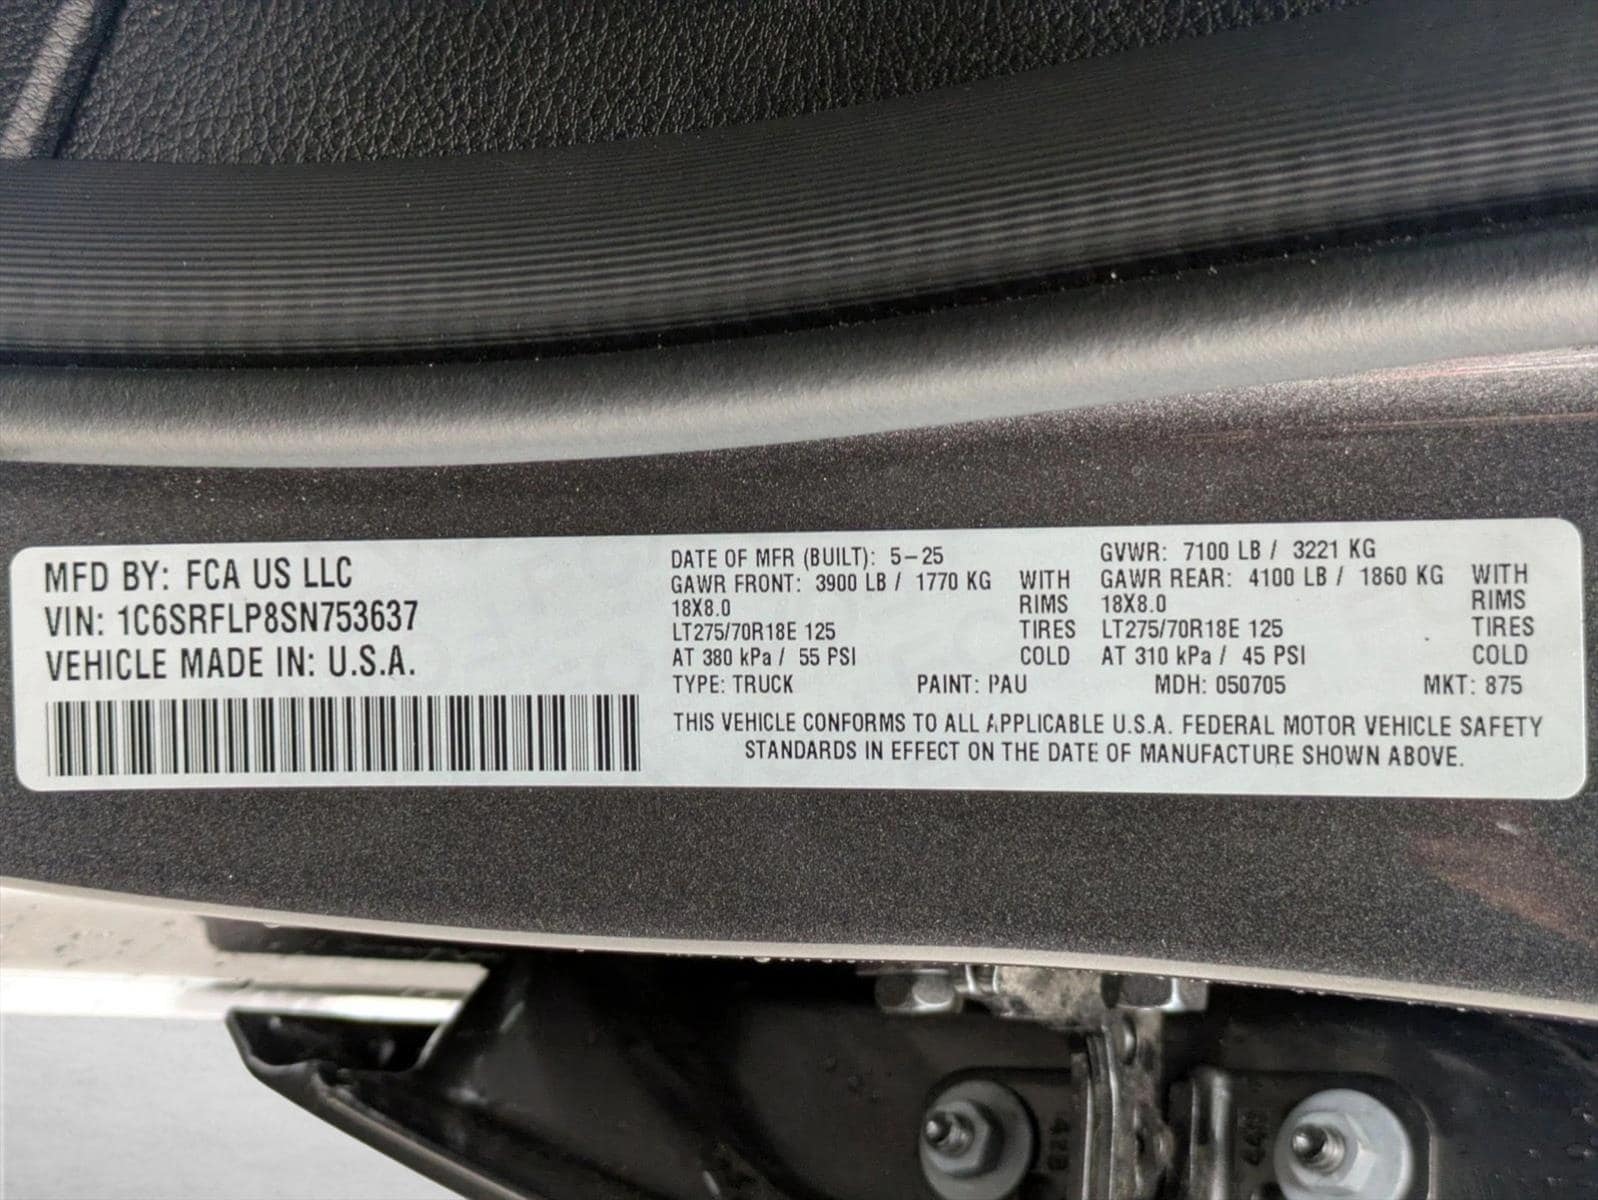 MFD BY: FCA US LLC
VIN: 1C6SRFLP8SN753637
VEHICLE MADE IN: U.S.A.
DATE OF MFR (BUILT): 5-25
GVWR: 7100 LB / 3221 KG
GAWR FRONT: 3900 LB / 1770 KG WITH
18X8.0 RIMS
LT275/70R18E 125 TIRES
AT 380 kPa / 55 PSI COLD
GAWR REAR: 4100 LB / 1860 KG WITH
18X8.0 RIMS
LT275/70R18E 125 TIRES
AT 310 kPa / 45 PSI COLD
TYPE: TRUCK PAINT: PAU MDH: 050705 MKT: 875
THIS VEHICLE CONFORMS TO ALL APPLICABLE U.S.A. FEDERAL MOTOR VEHICLE SAFETY
STANDARDS IN EFFECT ON THE DATE OF MANUFACTURE SHOWN ABOVE.